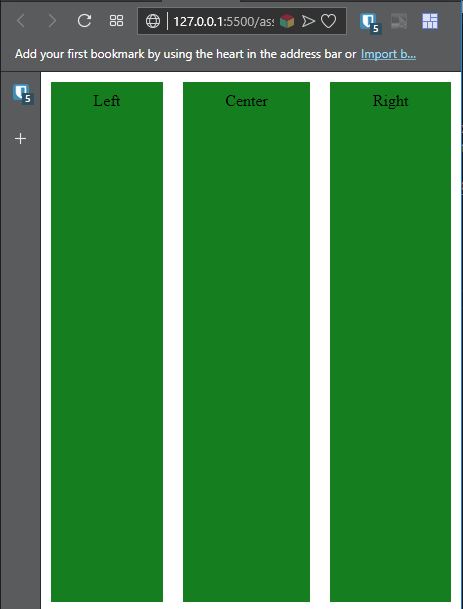 127.0.0.1:5500/ass
5
Add your first bookmark by using the heart in the address bar or Import b...
5
Left Center Right